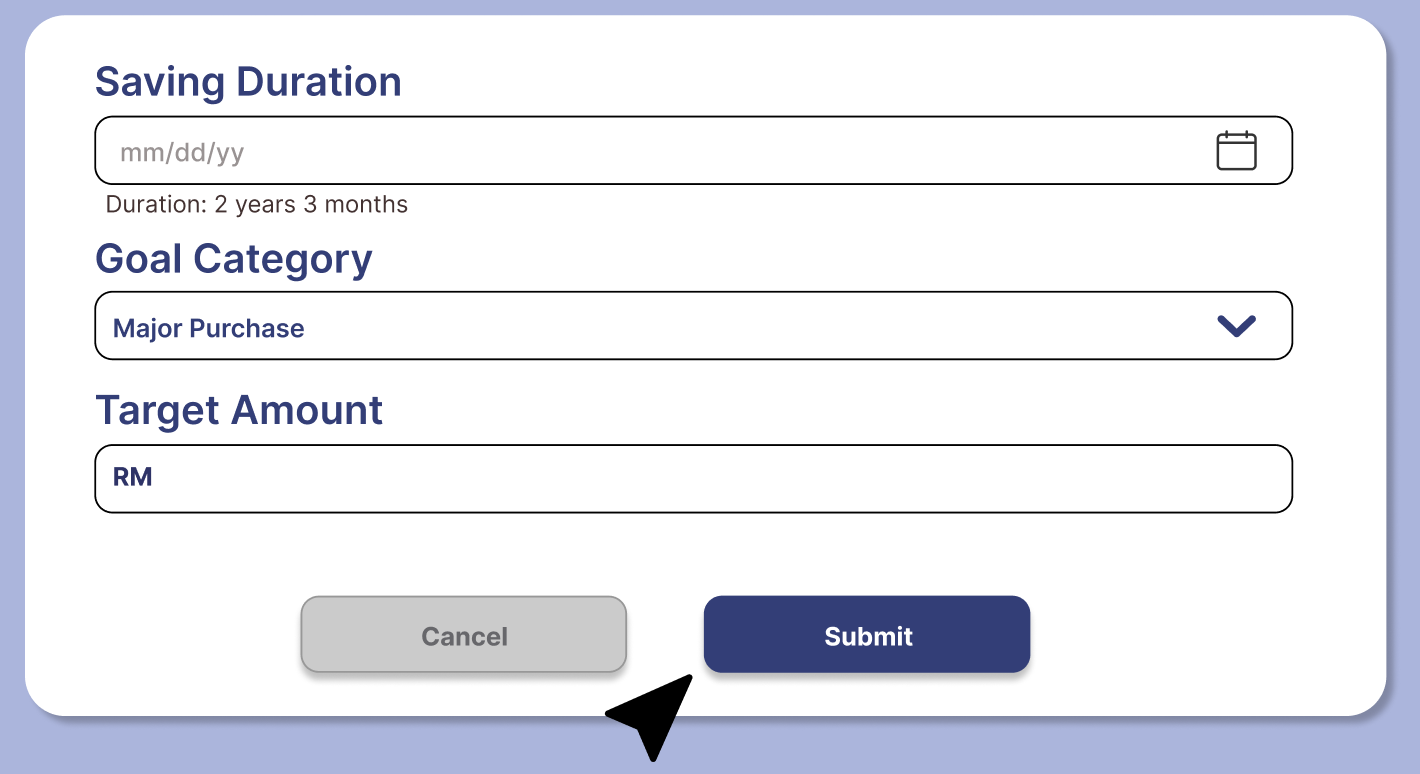 Saving Duration
mm/dd/yy
Duration: 2 years 3 months
Goal Category
Major Purchase
Target Amount
RM
Cancel
Submit